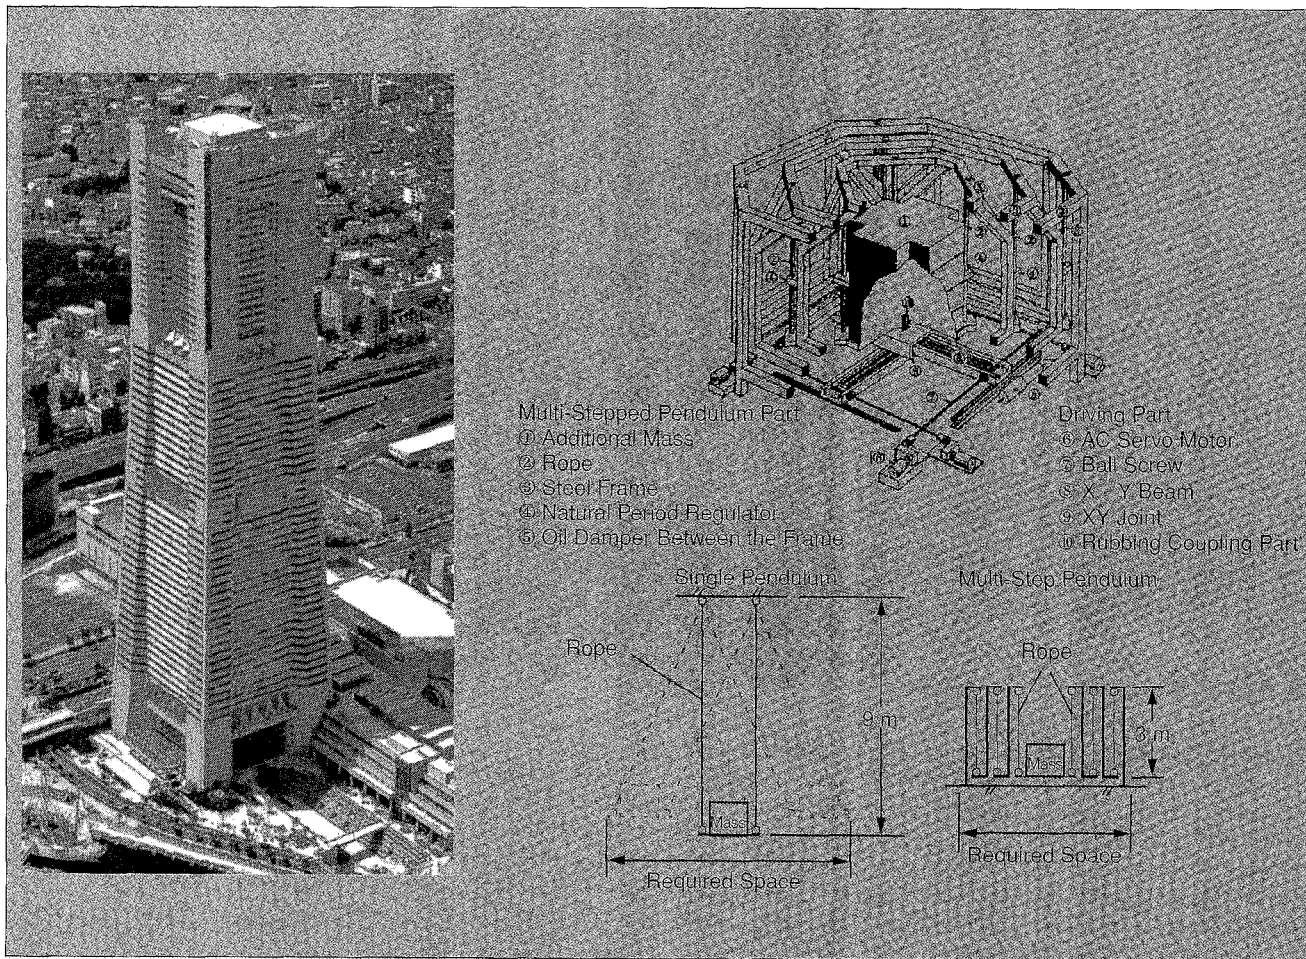 Multi-Stepped Pendulum Part
① Additional Mass
② Rope
③ Steel Frame
④ Natural Period Regulator
⑤ Oil Damper Between the Frame
Driving Part
⑥ AC Servo Motor
⑦ Ball Screw
⑧ X Y Beam
⑨ XY Joint
⑩ Rubbing Coupling Part
Single Pendulum
Rope
9 m
Mass
Required Space
Multi-Step Pendulum
Rope
3 m
Mass
Required Space